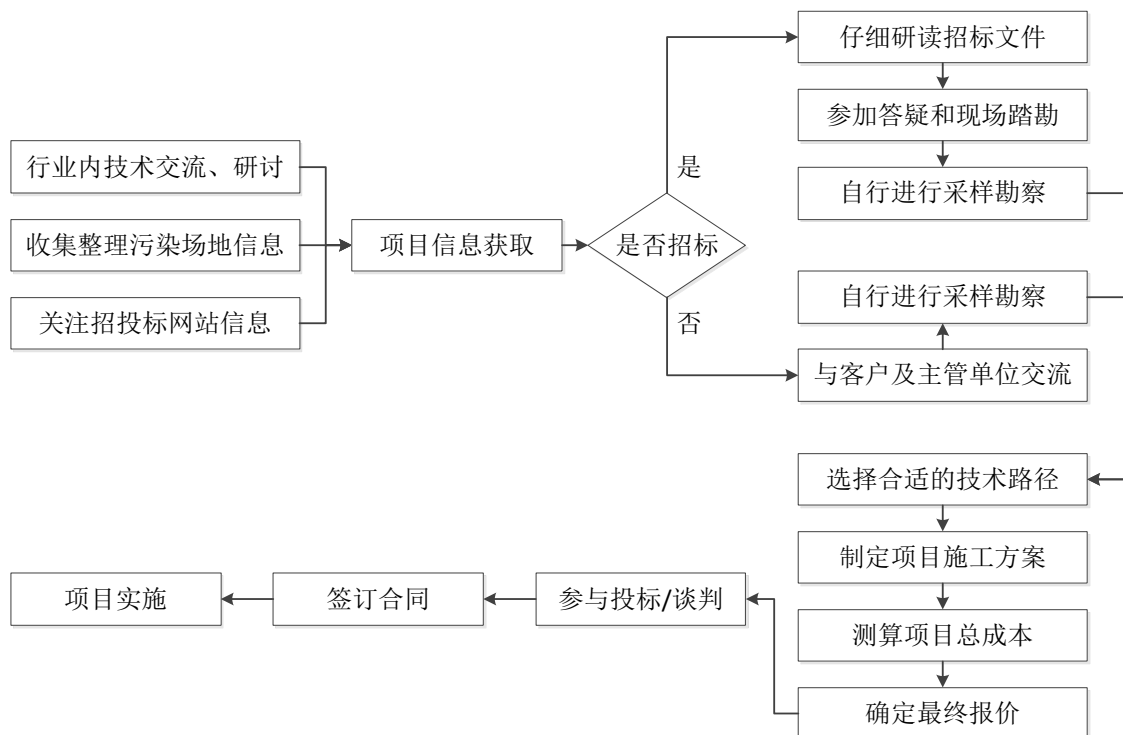 仔细研读招标文件
参加答疑和现场踏勘
行业内技术交流、研讨
是
自行进行采样勘察
收集整理污染场地信息
项目信息获取
是否招标
自行进行采样勘察
关注招投标网站信息
否
与客户及主管单位交流
选择合适的技术路径
制定项目施工方案
项目实施
签订合同
参与投标/谈判
测算项目总成本
确定最终报价